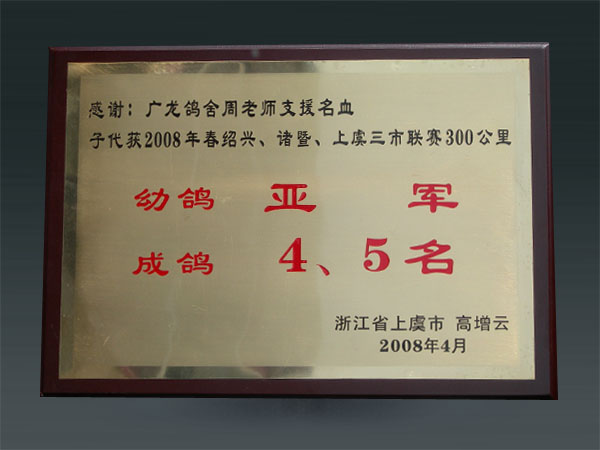 感谢：广龙鸽舍周老师支援名血
子代获2008年春绍兴、诸暨、上虞三市联赛300公里
幼鸽 亚 军
成鸽 4、5名
浙江省上虞市 高增云
2008年4月